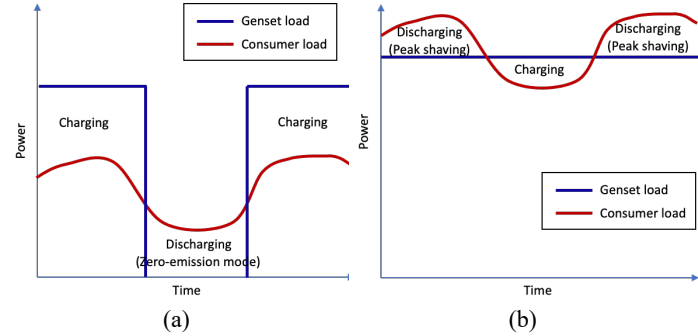 Genset load
Consumer load
Charging
Charging
Discharging
(Zero-emission mode)
Power
Time
(a)
Discharging
(Peak shaving)
Discharging
(Peak shaving)
Charging
Genset load
Consumer load
Power
Time
(b)